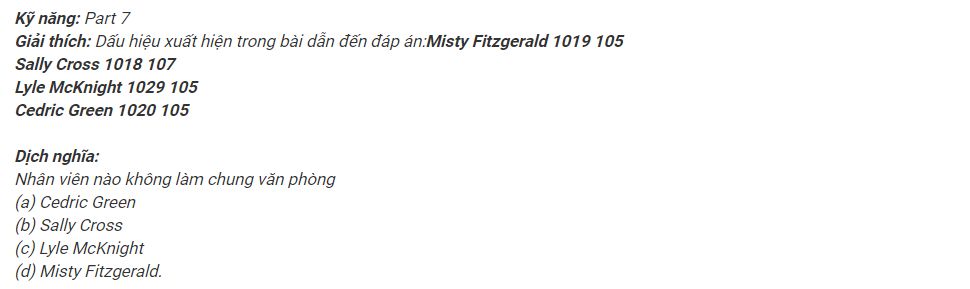 Kỹ năng: Part 7
Giải thích: Dấu hiệu xuất hiện trong bài dẫn đến đáp án:Misty Fitzgerald 1019 105
Sally Cross 1018 107
Lyle McKnight 1029 105
Cedric Green 1020 105
Dịch nghĩa:
Nhân viên nào không làm chung văn phòng
(a) Cedric Green
(b) Sally Cross
(c) Lyle McKnight
(d) Misty Fitzgerald.